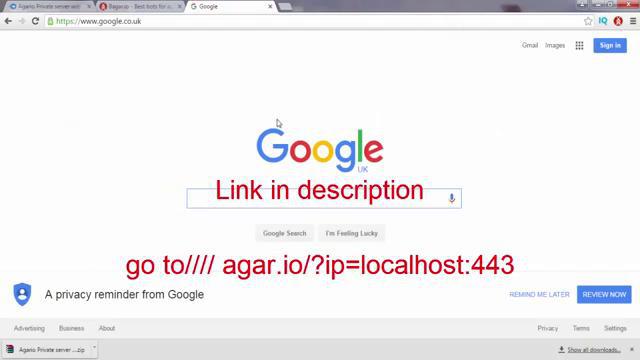 Agario Private server wit
Bagar.io - Best bots for a
Google
https://www.google.co.uk
Gmail Images Sign in
Google
UK
Link in description
Google Search I'm Feeling Lucky
go to//// agar.io/?ip=localhost:443
A privacy reminder from Google REMIND ME LATER REVIEW NOW
Advertising Business About Privacy Terms Settings
Agario Private server ....zip Show all downloads...